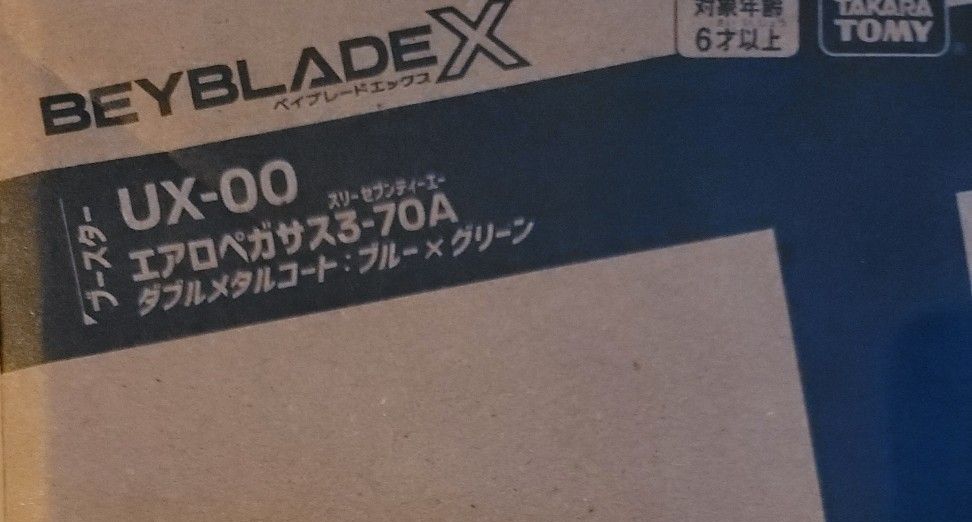 BEYBLADE X
ベイブレードエックス
対象年齢
6才以上
TAKARA
TOMY
ブースター
UX-00
スリーセブンティーエー
エアロペガサス3-70A
ダブルメタルコート:ブルー×グリーン